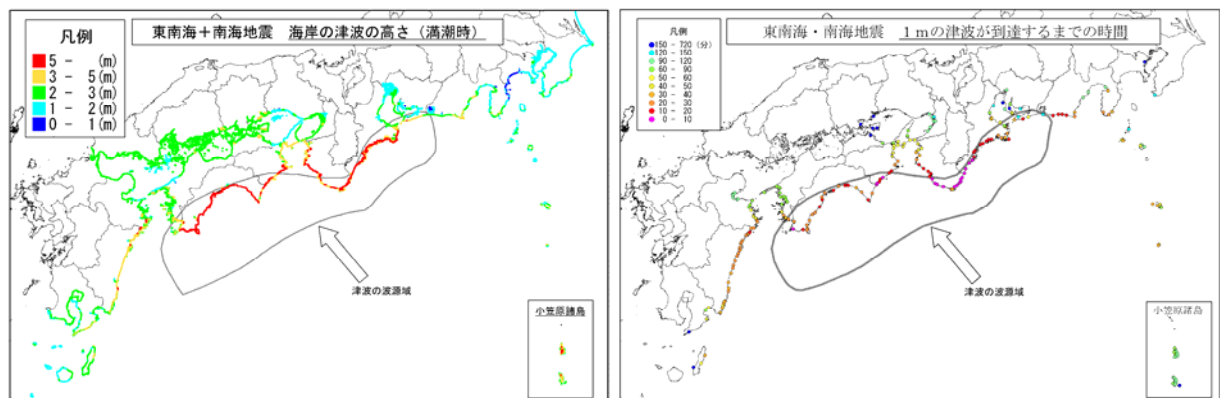 東南海+南海地震 海岸の津波の高さ(満潮時)
凡例
5 - (m)
3 - 5(m)
2 - 3(m)
1 - 2(m)
0 - 1(m)
津波の波源域
小笠原諸島
東南海・南海地震 1mの津波が到達するまでの時間
凡例
150 - 720 (分)
120 - 150
90 - 120
60 - 90
50 - 60
40 - 50
30 - 40
20 - 30
10 - 20
0 - 10
津波の波源域
小笠原諸島